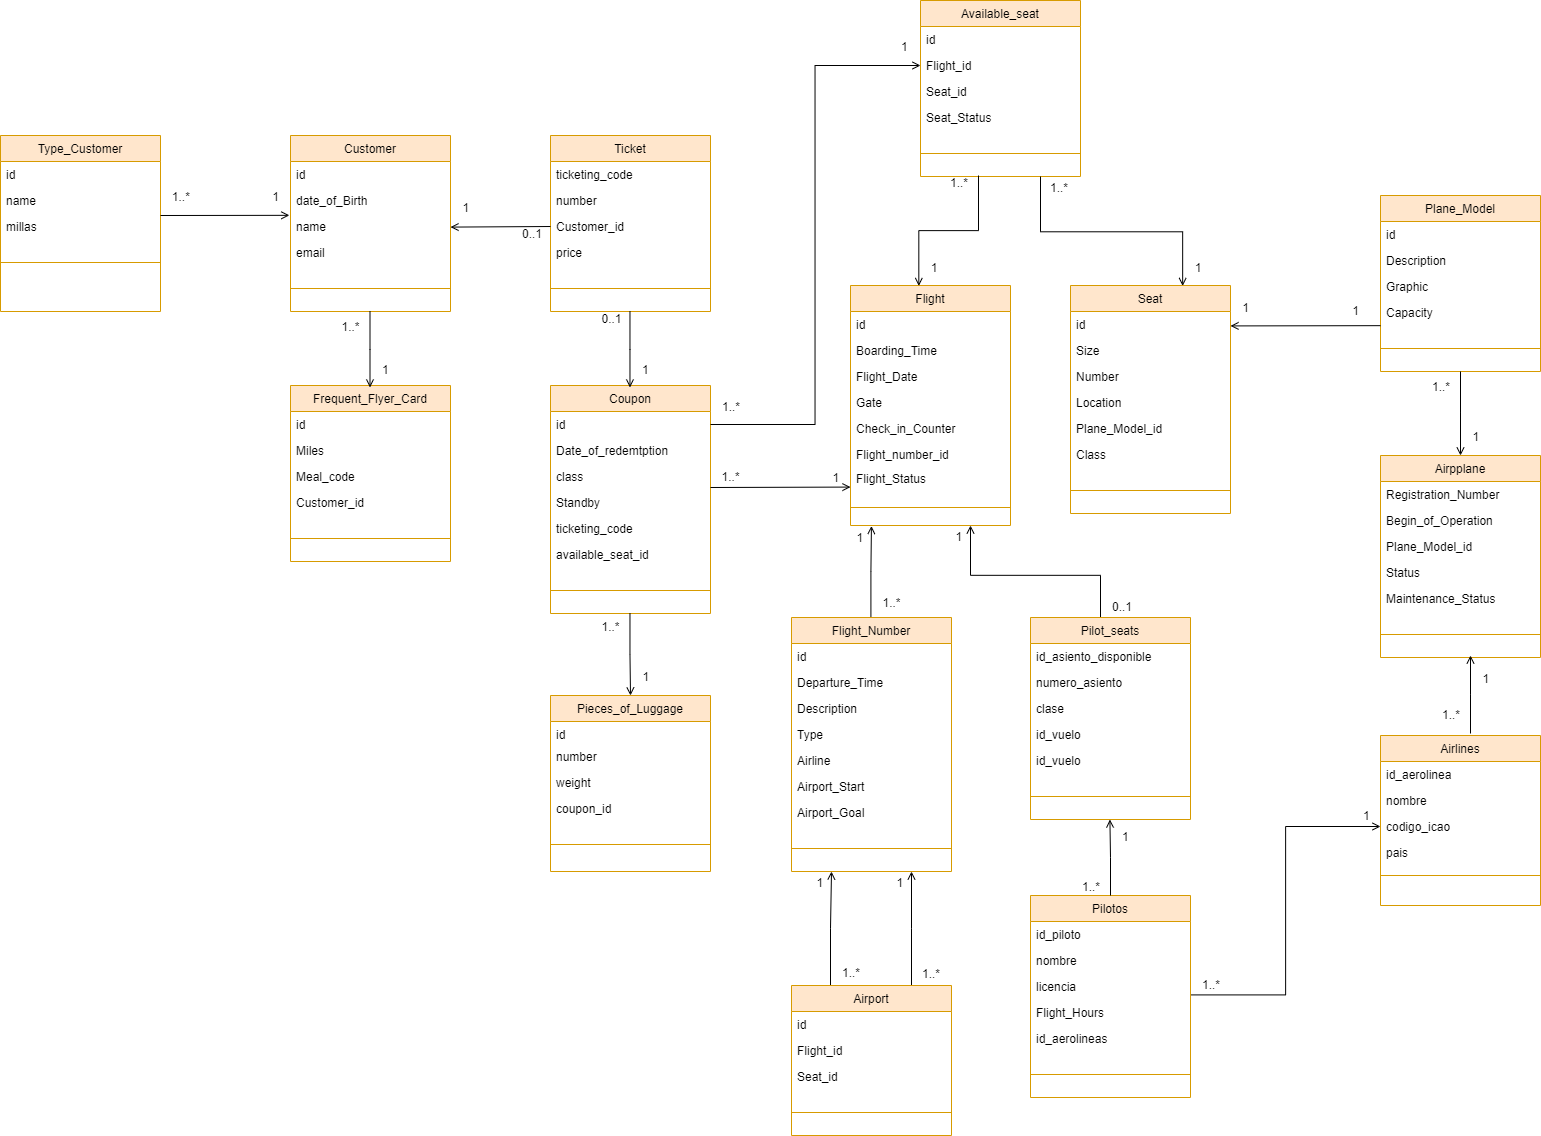 Available_seat
id
Flight_id
Seat_id
Seat_Status
1
1..*
1..*
Type_Customer
id
name
millas
1..*
1
Customer
id
date_of_Birth
name
email
1
0..1
1..*
1
Ticket
ticketing_code
number
Customer_id
price
0..1
1
Frequent_Flyer_Card
id
Miles
Meal_code
Customer_id
Coupon
id
Date_of_redemtption
class
Standby
ticketing_code
available_seat_id
1..*
1..*
1
1..*
1
Pieces_of_Luggage
id
number
weight
coupon_id
1
Flight
id
Boarding_Time
Flight_Date
Gate
Check_in_Counter
Flight_number_id
Flight_Status
1
1
1..*
0..1
1
Seat
id
Size
Number
Location
Plane_Model_id
Class
1
1
Plane_Model
id
Description
Graphic
Capacity
1..*
1
Airpplane
Registration_Number
Begin_of_Operation
Plane_Model_id
Status
Maintenance_Status
1
1..*
Flight_Number
id
Departure_Time
Description
Type
Airline
Airport_Start
Airport_Goal
1
1
1..*
1..*
Pilot_seats
id_asiento_disponible
numero_asiento
clase
id_vuelo
id_vuelo
1
1..*
Airlines
id_aerolinea
nombre
codigo_icao
pais
1
1..*
Pilotos
id_piloto
nombre
licencia
Flight_Hours
id_aerolineas
Airport
id
Flight_id
Seat_id